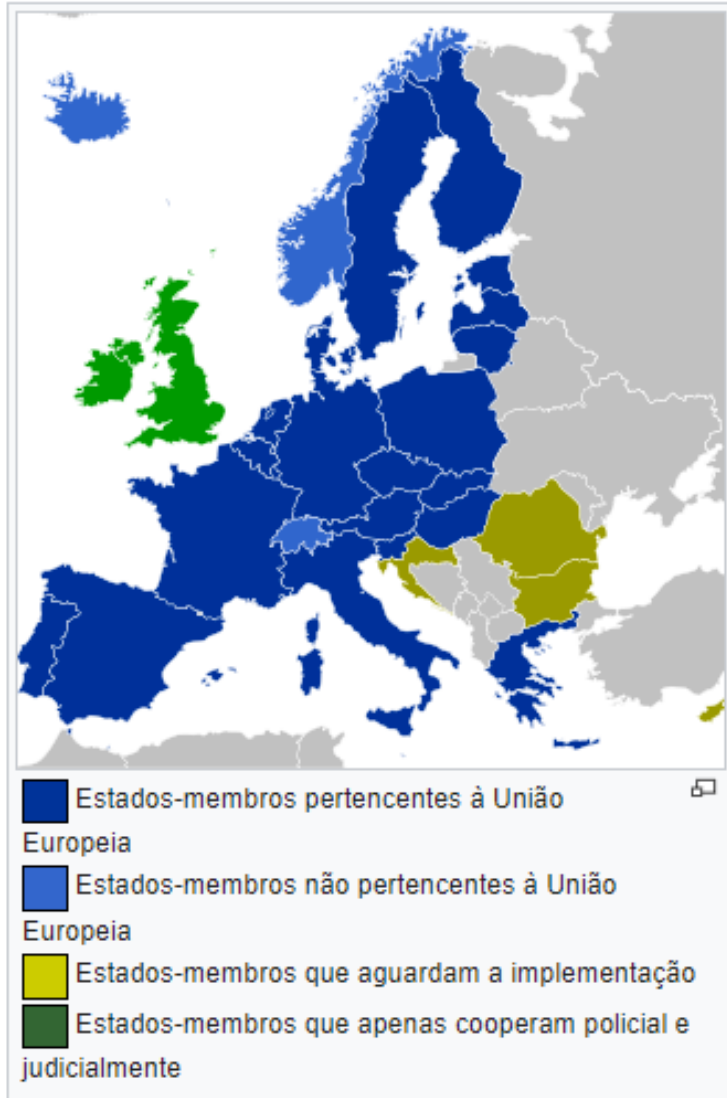 Estados-membros pertencentes à União
Europeia
Estados-membros não pertencentes à União
Europeia
Estados-membros que aguardam a implementação
Estados-membros que apenas cooperam policial e
judicialmente